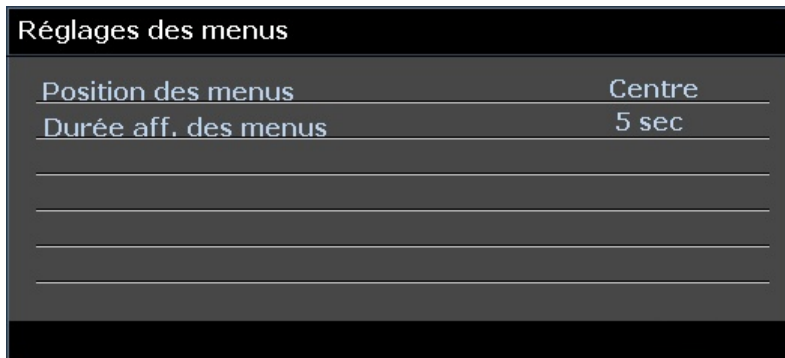 Réglages des menus
Position des menus Centre
Durée aff. des menus 5 sec